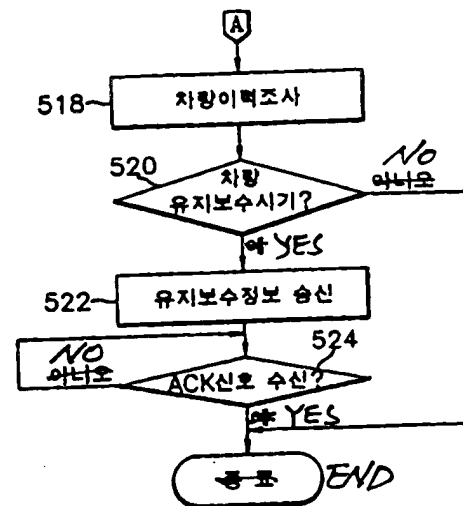 A
518
차량이력조사
520
차량
유지보수시기?
NO
아니오
YES
522
유지보수정보 송신
524
NO
아니오
ACK신호 수신?
YES
종료
END